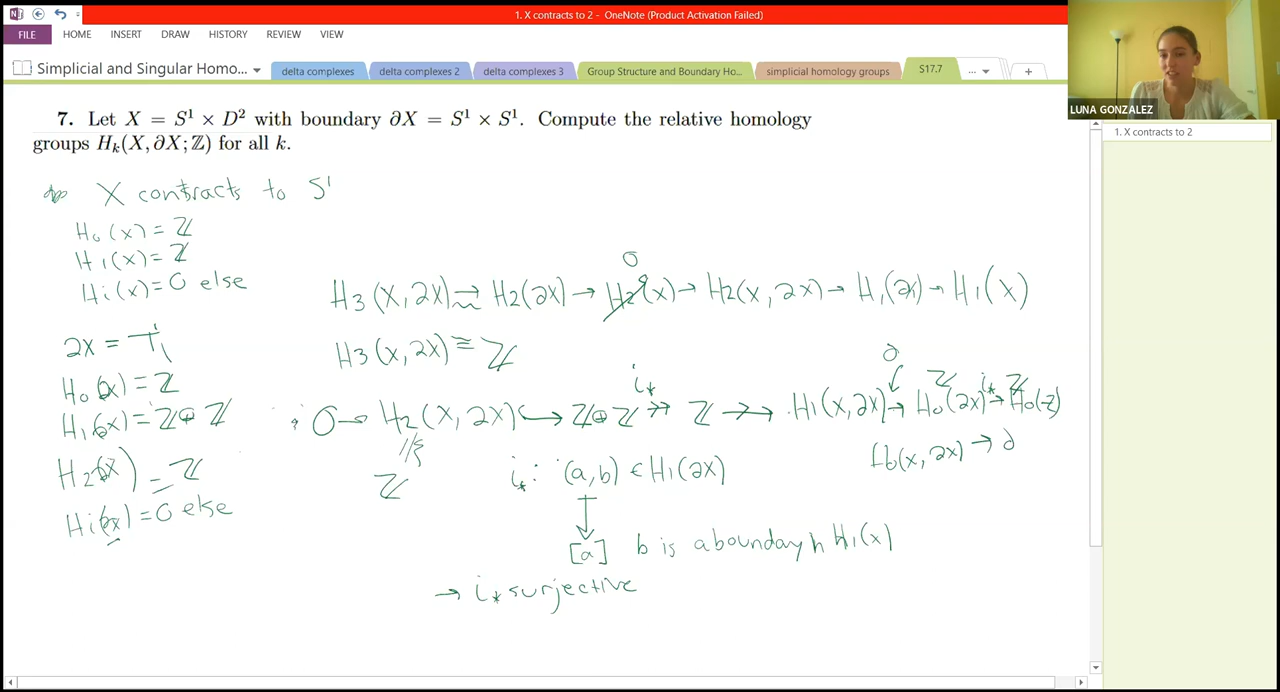 1. X contracts to 2 - OneNote (Product Activation Failed)
FILE HOME INSERT DRAW HISTORY REVIEW VIEW
Simplicial and Singular Homo... delta complexes delta complexes 2 delta complexes 3 Group Structure and Boundary Ho... simplicial homology groups S17.7 ...
LUNA GONZALEZ
1. X contracts to 2
7. Let X = S¹ × D² with boundary ∂X = S¹ × S¹. Compute the relative homology
groups Hₖ(X, ∂X; ℤ) for all k.
X contracts to S¹
H₀(x) = ℤ
H₁(x) = ℤ
Hi(x) = 0 else
0
H3(X,∂X) → H2(∂X) → H2(X) → H2(X,∂X) → H1(∂X) → H1(X)
∂X = T
H3(X,∂X) ≅ ℤ
H₀(∂x) = ℤ
H1(∂x) = ℤ⊕ℤ
H2(∂x) = ℤ
Hi(∂x) = 0 else
i*
0 → H2(X,∂X) ↪ ℤ⊕ℤ ↠ ℤ ↠ H1(X,∂X) → H₀(∂X) →
ℤ i* ℤ
H₀(X,∂X) → 0
ℤ
i*: (a,b) ∈ H1(∂X)
[a] b is a bounday in H1(X)
→ i* surjective